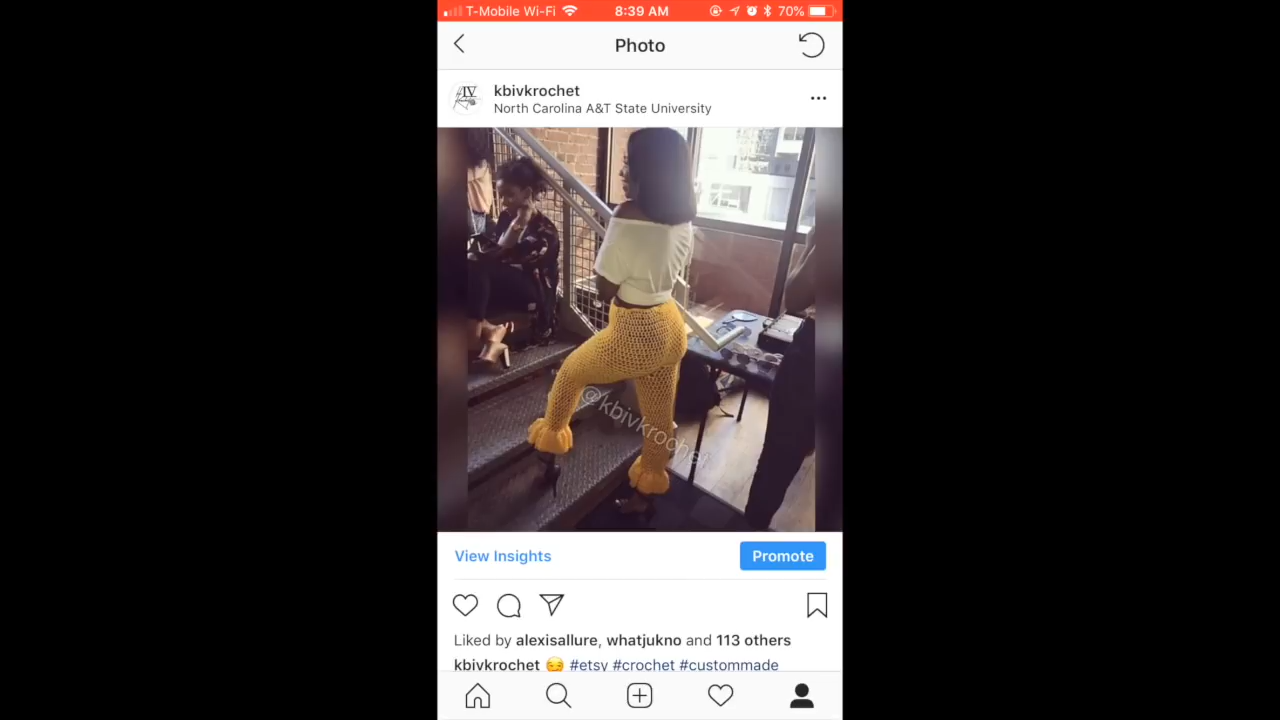 T-Mobile Wi-Fi 8:39 AM 70%
Photo
kbivkrochet
North Carolina A&T State University
@kbivkrochet
View Insights
Promote
Liked by alexisallure, whatjukno and 113 others
kbivkrochet 😏 #etsy #crochet #custommade